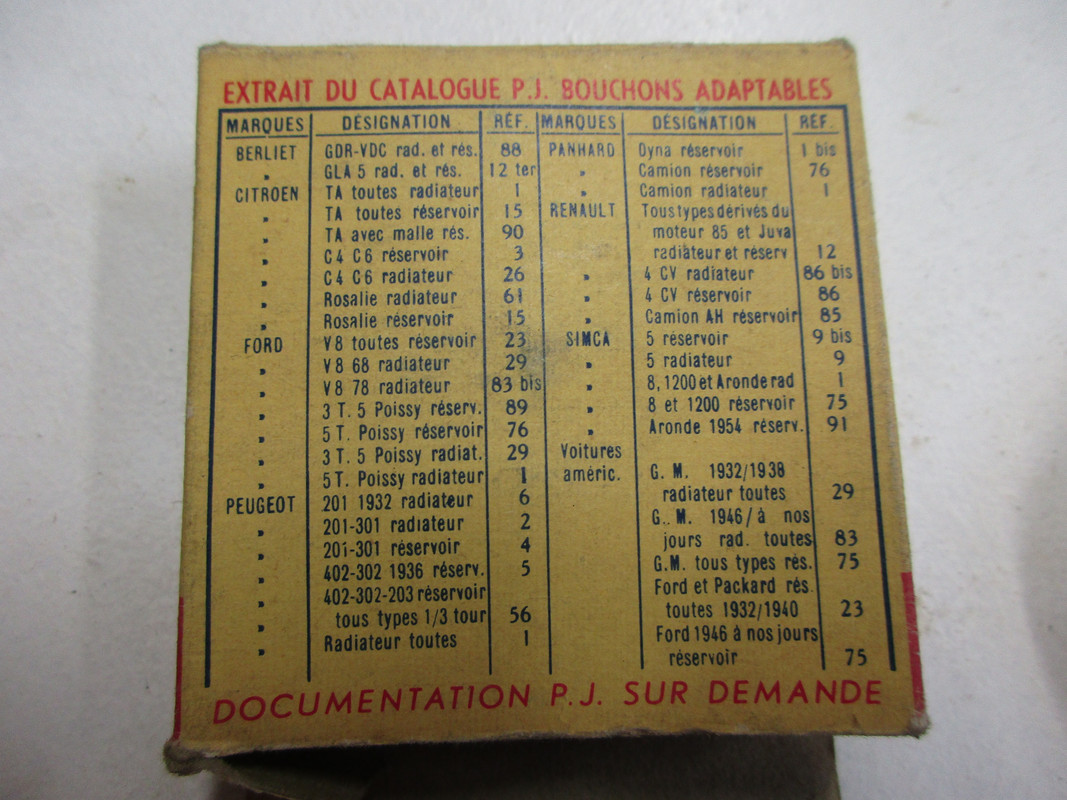 EXTRAIT DU CATALOGUE P.J. BOUCHONS ADAPTABLES
MARQUES DÉSIGNATION RÉF.
BERLIET GDR-VDC rad. et rés. 88
" GLA 5 rad. et rés. 12 ter
CITROEN TA toutes radiateur 1
" TA toutes réservoir 15
" TA avec malle rés. 90
" C4 C6 réservoir 3
" C4 C6 radiateur 26
" Rosalie radiateur 61
" Rosalie réservoir 15
FORD V8 toutes réservoir 23
" V8 68 radiateur 29
" V8 78 radiateur 83 bis
" 3 T. 5 Poissy réserv. 89
" 5 T. Poissy réservoir 76
" 3 T. 5 Poissy radiat. 29
" 5 T. Poissy radiateur 1
PEUGEOT 201 1932 radiateur 6
" 201-301 radiateur 2
" 201-301 réservoir 4
" 402-302 1936 réserv. 5
" 402-302-203 réservoir
" tous types 1/3 tour 56
" Radiateur toutes 1
MARQUES DÉSIGNATION RÉF.
PANHARD Dyna réservoir 1 bis
" Camion réservoir 76
" Camion radiateur 1
RENAULT Tous types dérivés du
moteur 85 et Juva
radiateur et réserv 12
" 4 CV radiateur 86 bis
" 4 CV réservoir 86
" Camion AH réservoir 85
SIMCA 5 réservoir 9 bis
" 5 radiateur 9
" 8, 1200 et Aronde rad 1
" 8 et 1200 réservoir 75
" Aronde 1954 réserv. 91
Voitures
améric. G. M. 1932/1938
radiateur toutes 29
G. M. 1946/à nos
jours rad. toutes 83
G.M. tous types rés. 75
Ford et Packard rés.
toutes 1932/1940 23
Ford 1946 à nos jours
réservoir 75
DOCUMENTATION P.J. SUR DEMANDE